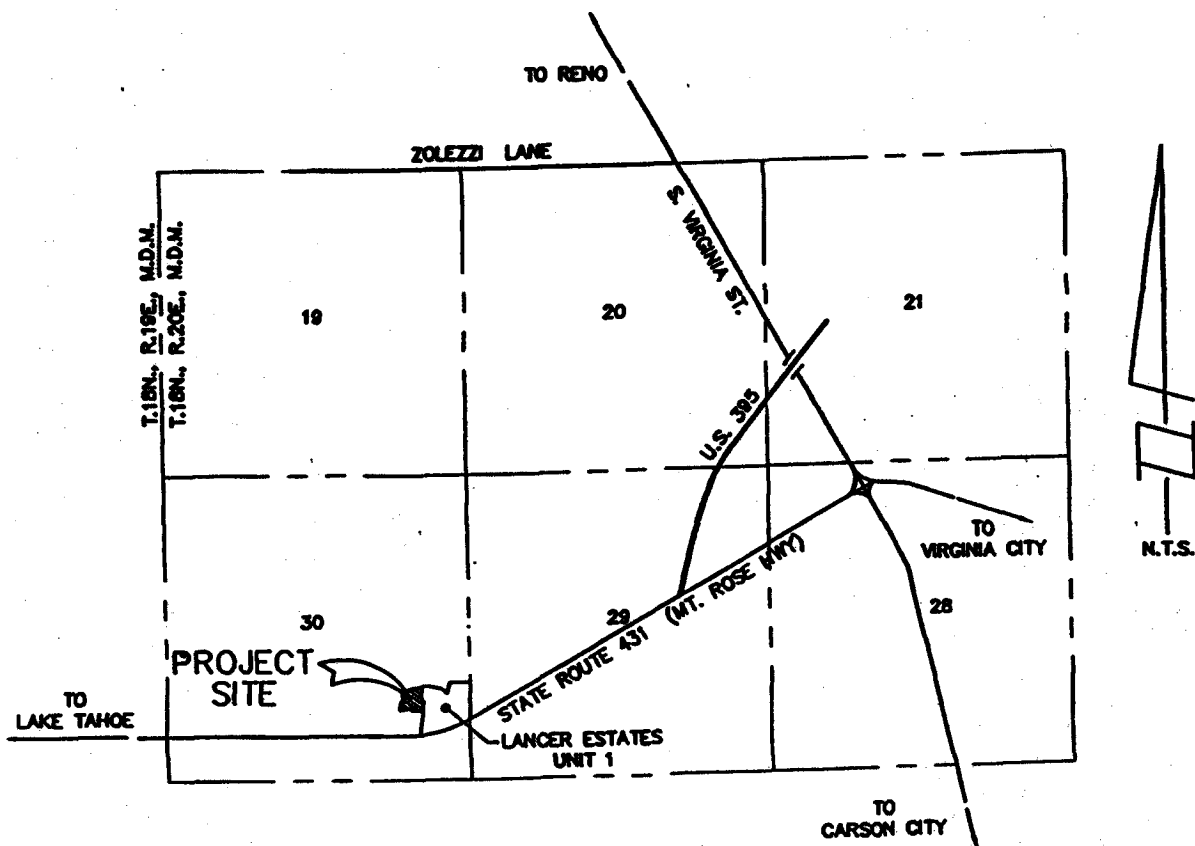 TO RENO
ZOLEZZI LANE
S. VIRGINIA ST.
T.18N., R.19E., M.D.M.
T.18N., R.20E., M.D.M.
19
20
21
U.S. 395
TO
VIRGINIA CITY
N.T.S.
30
29
28
STATE ROUTE 431 (MT. ROSE HWY)
PROJECT
SITE
TO
LAKE TAHOE
LANCER ESTATES
UNIT 1
TO
CARSON CITY